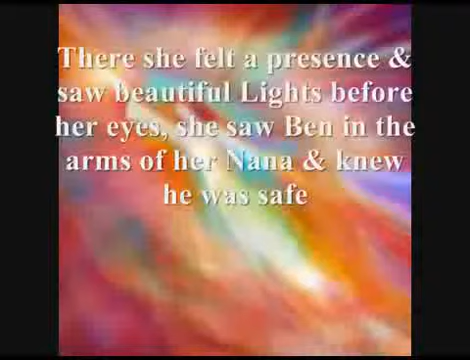 There she felt a presence &
saw beautiful Lights before
her eyes, she saw Ben in the
arms of her Nana & knew
he was safe